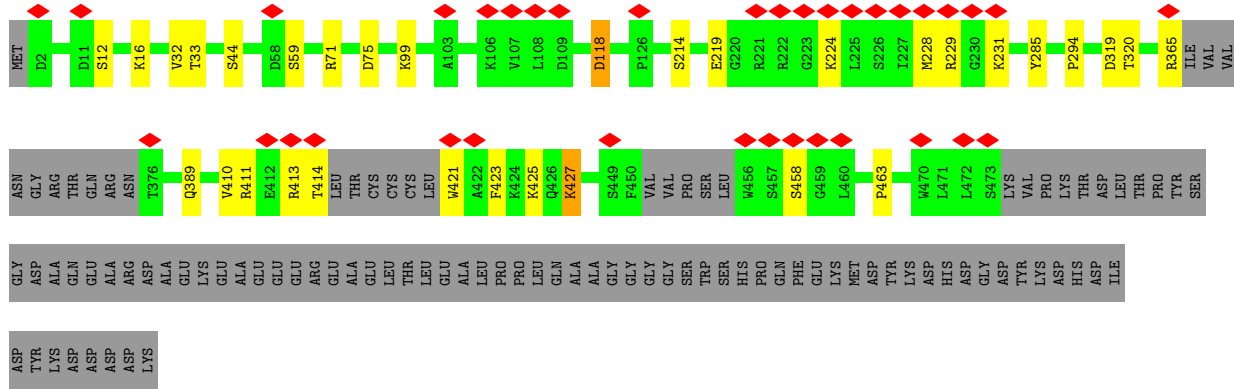 MET D2 D11 S12 K16 V32 T33 S44 D58 S59 R71 D75 K99 A103 K106 V107 L108 D109 D118 P126 S214 E219 G220 R221 R222 G223 K224 L225 S226 I227 M228 R229 G230 K231 Y285 P294 D319 T320 R365 ILE VAL VAL
ASN GLY ARG THR GLN ARG ASN T376 Q389 V410 R411 E412 R413 T414 LEU THR CYS CYS CYS LEU W421 A422 F423 K424 K425 Q426 K427 S449 F450 VAL VAL PRO SER LEU W456 S457 S458 G459 L460 P463 W470 L471 L472 S473 LYS VAL PRO LYS THR ASP LEU THR PRO TYR SER
GLY ASP ALA GLN GLU ALA ARG ASP ALA GLU LYS GLU ALA GLU GLU GLU ARG GLU ALA GLU LEU THR LEU GLU ALA LEU PRO PRO LEU GLN ALA ALA GLY GLY GLY GLY SER TRP SER HIS PRO GLN PHE GLU LYS MET ASP TYR LYS ASP HIS ASP GLY ASP TYR LYS ASP HIS ASP ILE
ASP TYR LYS ASP ASP ASP ASP LYS